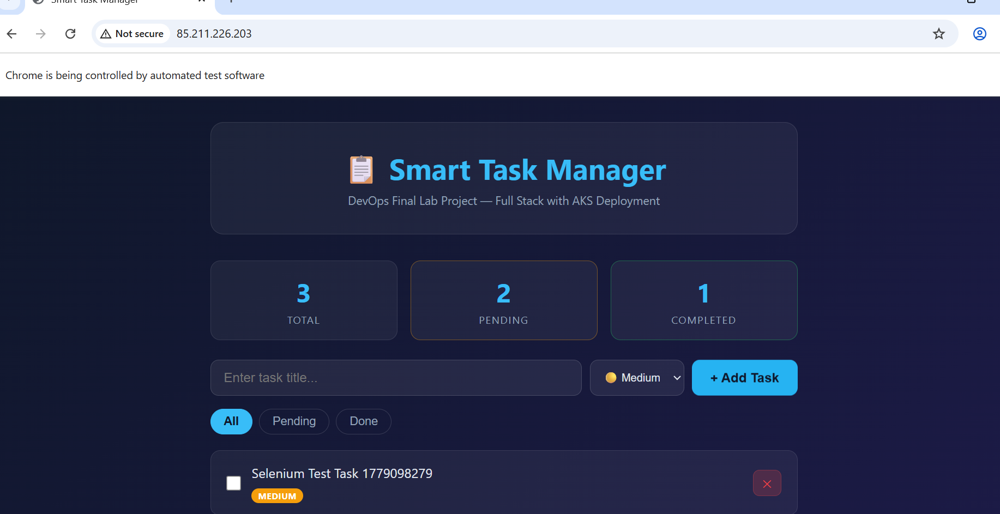 Smart Task Manager
Not secure 85.211.226.203
Chrome is being controlled by automated test software
Smart Task Manager
DevOps Final Lab Project — Full Stack with AKS Deployment
3
TOTAL
2
PENDING
1
COMPLETED
Enter task title...
Medium
+ Add Task
All
Pending
Done
Selenium Test Task 1779098279
MEDIUM